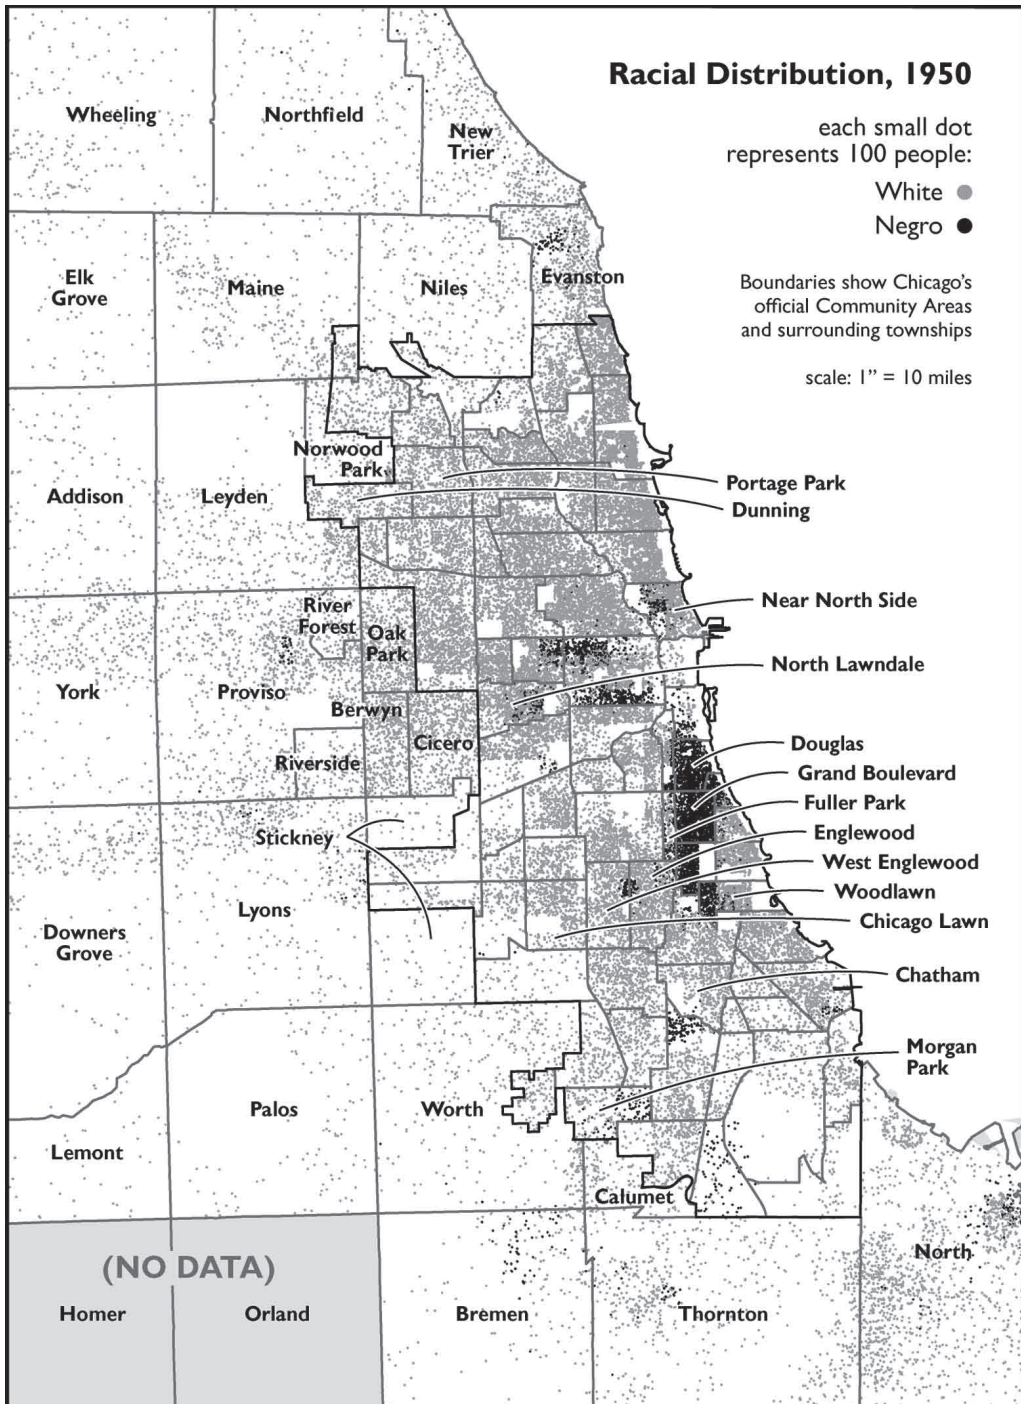 Racial Distribution, 1950
each small dot
represents 100 people:
White
Negro
Boundaries show Chicago's
official Community Areas
and surrounding townships
scale: 1" = 10 miles
Wheeling
Northfield
New
Trier
Elk
Grove
Maine
Niles
Evanston
Norwood
Park
Addison
Leyden
Portage Park
Dunning
River
Forest
Oak
Park
Near North Side
York
Proviso
North Lawndale
Berwyn
Cicero
Riverside
Douglas
Grand Boulevard
Fuller Park
Englewood
West Englewood
Woodlawn
Chicago Lawn
Stickney
Lyons
Downers
Grove
Chatham
Morgan
Park
Palos
Worth
Lemont
Calumet
(NO DATA)
Homer
Orland
Bremen
Thornton
North